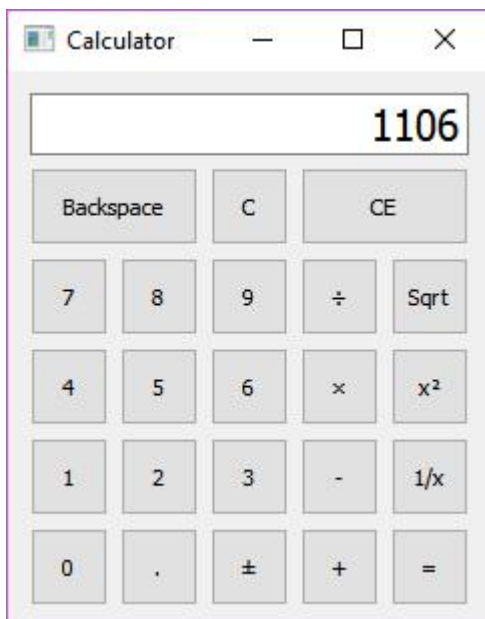 Calculator
1106
Backspace C CE
7 8 9 ÷ Sqrt
4 5 6 × x²
1 2 3 - 1/x
0 . ± + =